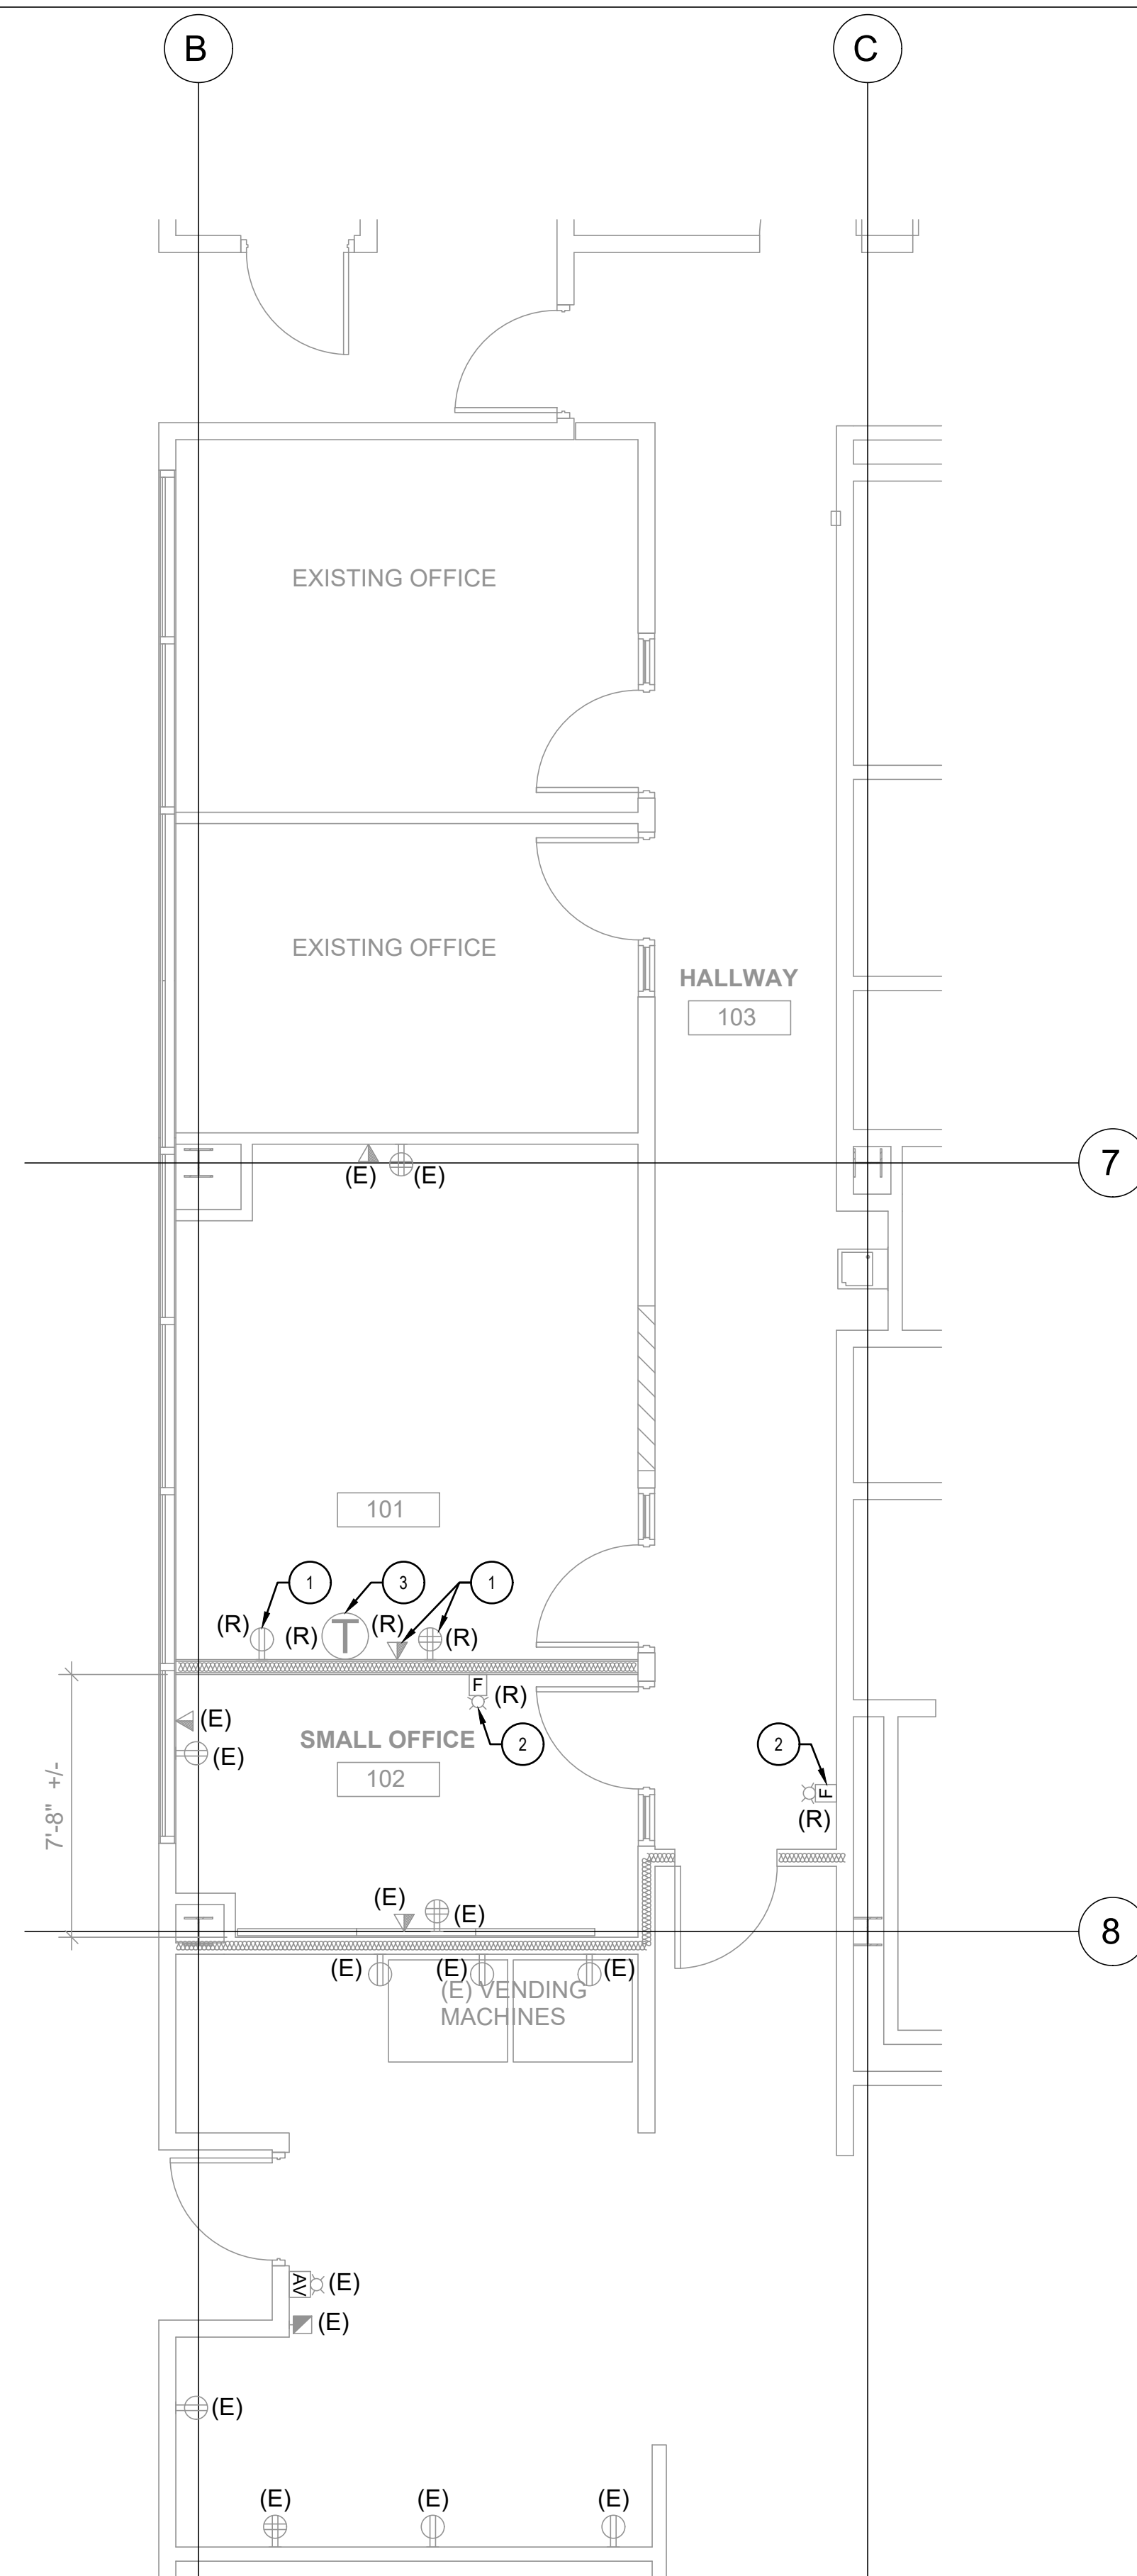 B
C
EXISTING OFFICE
EXISTING OFFICE
HALLWAY
103
7
(E)
(E)
101
1
3
1
(R)
(R)
T
(R)
(R)
F
(R)
(E)
SMALL OFFICE
2
2
(E)
102
F
(R)
7'-8" +/-
(E)
(E)
8
(E)
(E)
(E)
(E) VENDING
MACHINES
AV
(E)
(E)
(E)
(E)
(E)
(E)